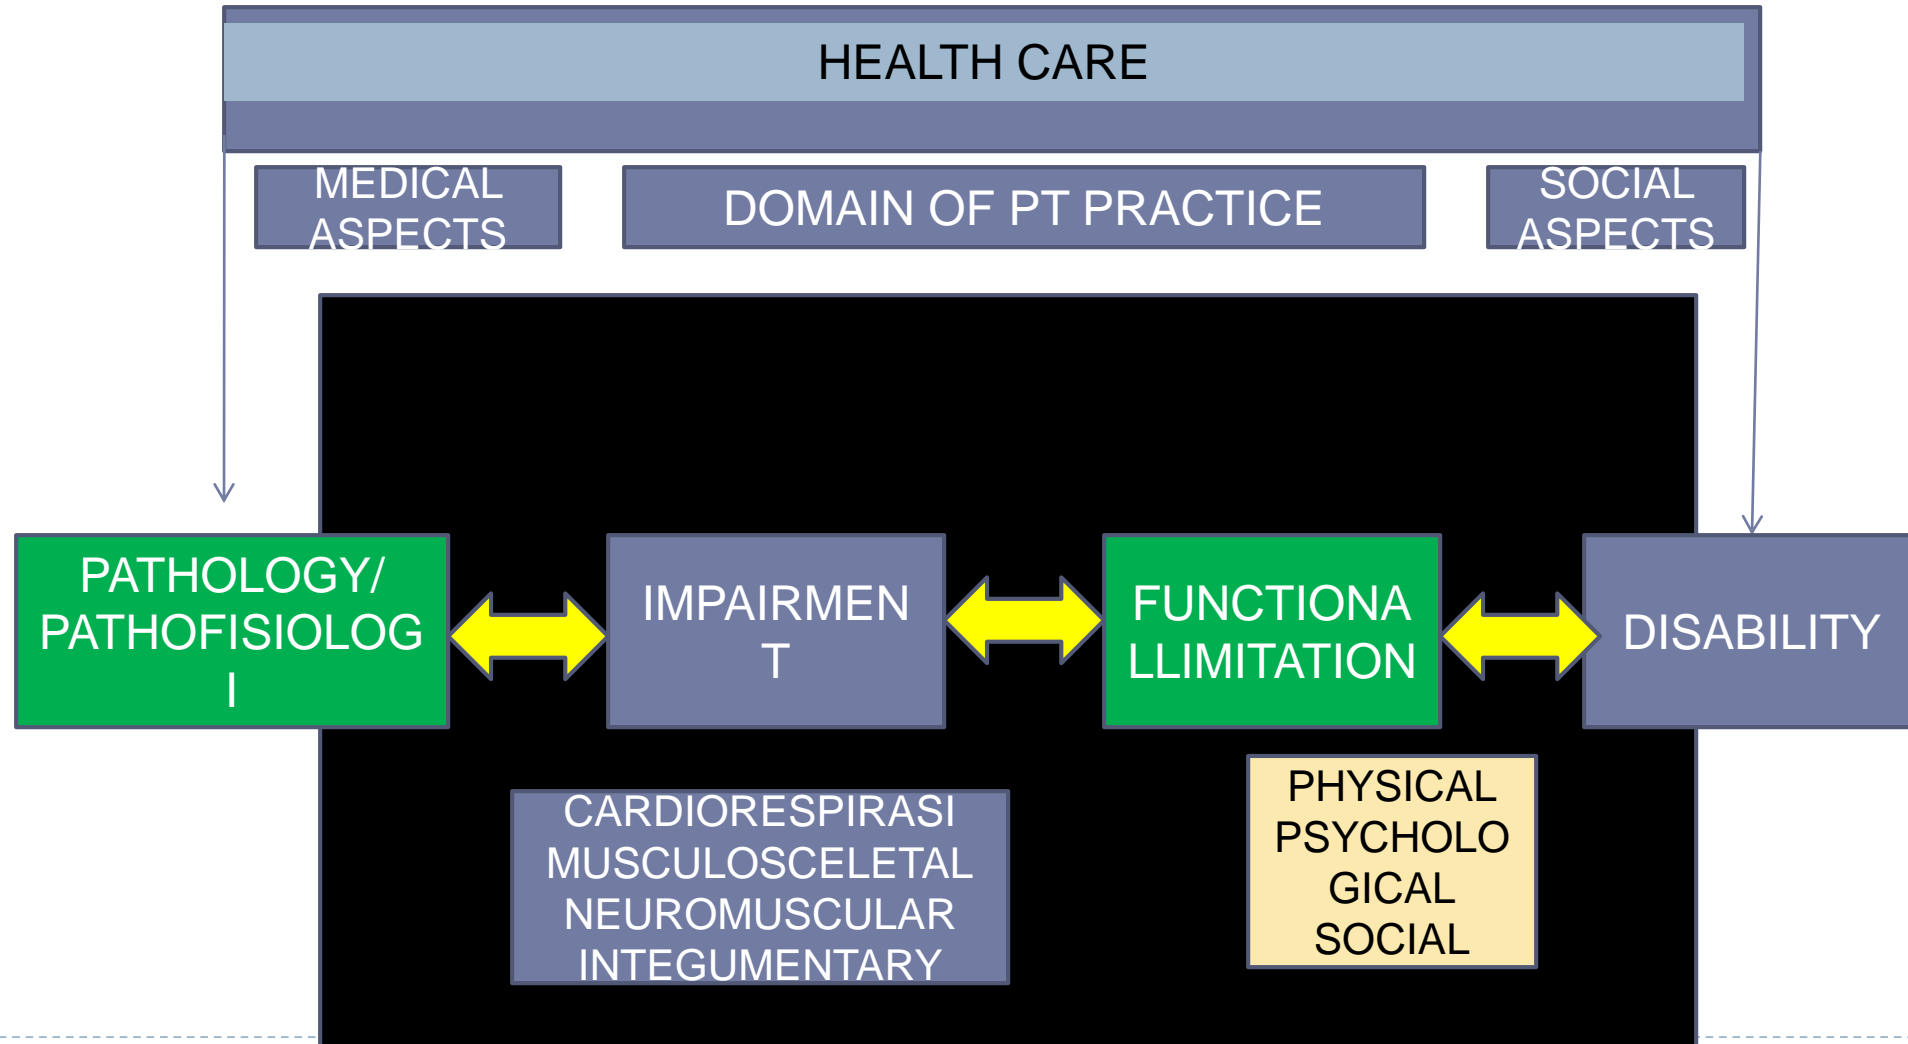 HEALTH CARE
MEDICAL
ASPECTS
DOMAIN OF PT PRACTICE
SOCIAL
ASPECTS
PATHOLOGY/
PATHOFISIOLOG
I
IMPAIRMEN
T
FUNCTIONA
LLIMITATION
DISABILITY
CARDIORESPIRASI
MUSCULOSCELETAL
NEUROMUSCULAR
INTEGUMENTARY
PHYSICAL
PSYCHOLO
GICAL
SOCIAL